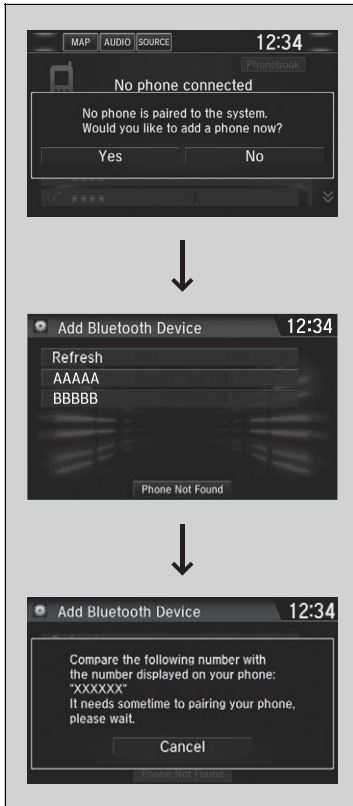 MAP AUDIO SOURCE 12:34
Phonebook
No phone connected
No phone is paired to the system.
Would you like to add a phone now?
Yes No
****
Add Bluetooth Device 12:34
Refresh
AAAAA
BBBBB
Phone Not Found
Add Bluetooth Device 12:34
Compare the following number with
the number displayed on your phone:
"XXXXXX"
It needs sometime to pairing your phone,
please wait.
Cancel
Phone Not Found